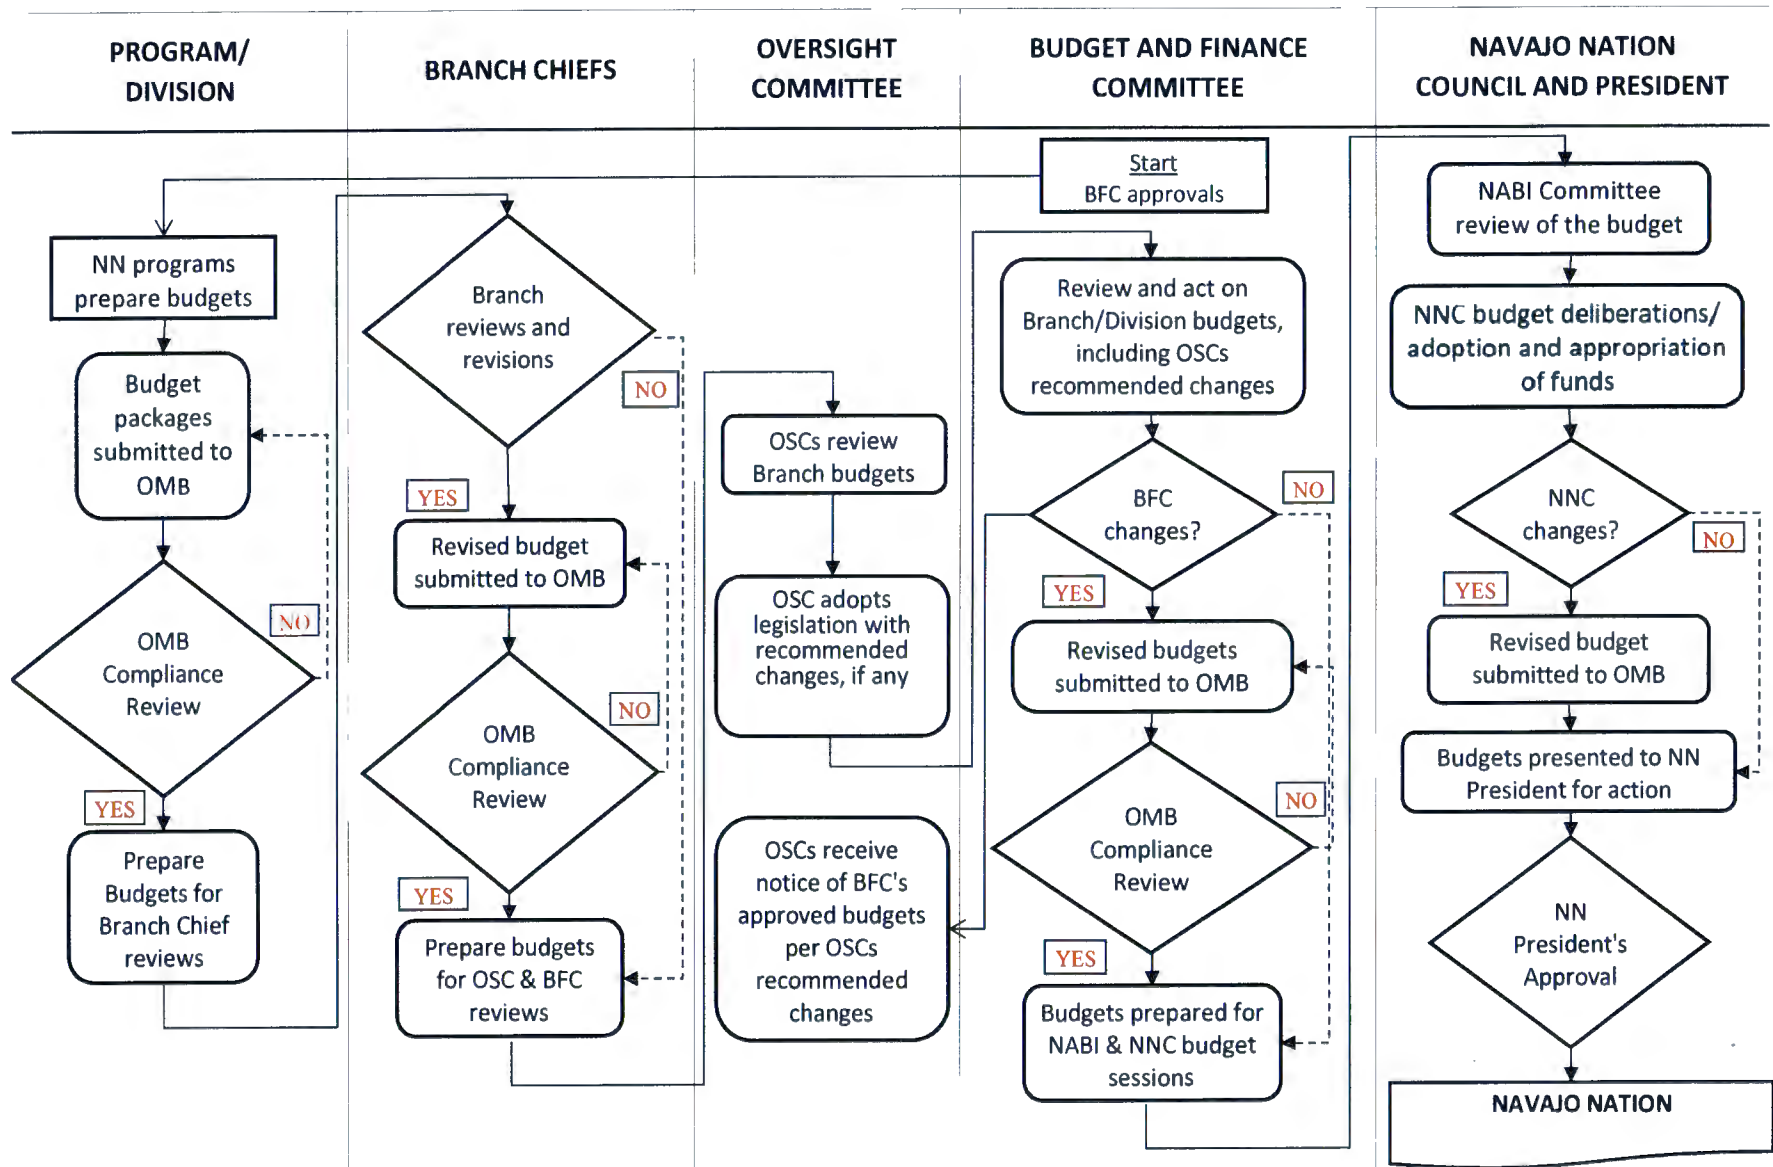 PROGRAM/
DIVISION
BRANCH CHIEFS
OVERSIGHT
COMMITTEE
BUDGET AND FINANCE
COMMITTEE
NAVAJO NATION
COUNCIL AND PRESIDENT
NN programs
prepare budgets
Budget
packages
submitted to
OMB
NO
OMB
Compliance
Review
YES
Prepare
Budgets for
Branch Chief
reviews
Branch
reviews and
revisions
NO
YES
Revised budget
submitted to OMB
NO
OMB
Compliance
Review
YES
Prepare budgets
for OSC & BFC
reviews
OSCs review
Branch budgets
OSC adopts
legislation with
recommended
changes, if any
OSCs receive
notice of BFC's
approved budgets
per OSCs
recommended
changes
Start
BFC approvals
Review and act on
Branch/Division budgets,
including OSCs
recommended changes
NO
BFC
changes?
YES
Revised budgets
submitted to OMB
NO
OMB
Compliance
Review
YES
Budgets prepared for
NABI & NNC budget
sessions
NABI Committee
review of the budget
NNC budget deliberations/
adoption and appropriation
of funds
NNC
changes?
NO
YES
Revised budget
submitted to OMB
Budgets presented to NN
President for action
NN
President's
Approval
NAVAJO NATION